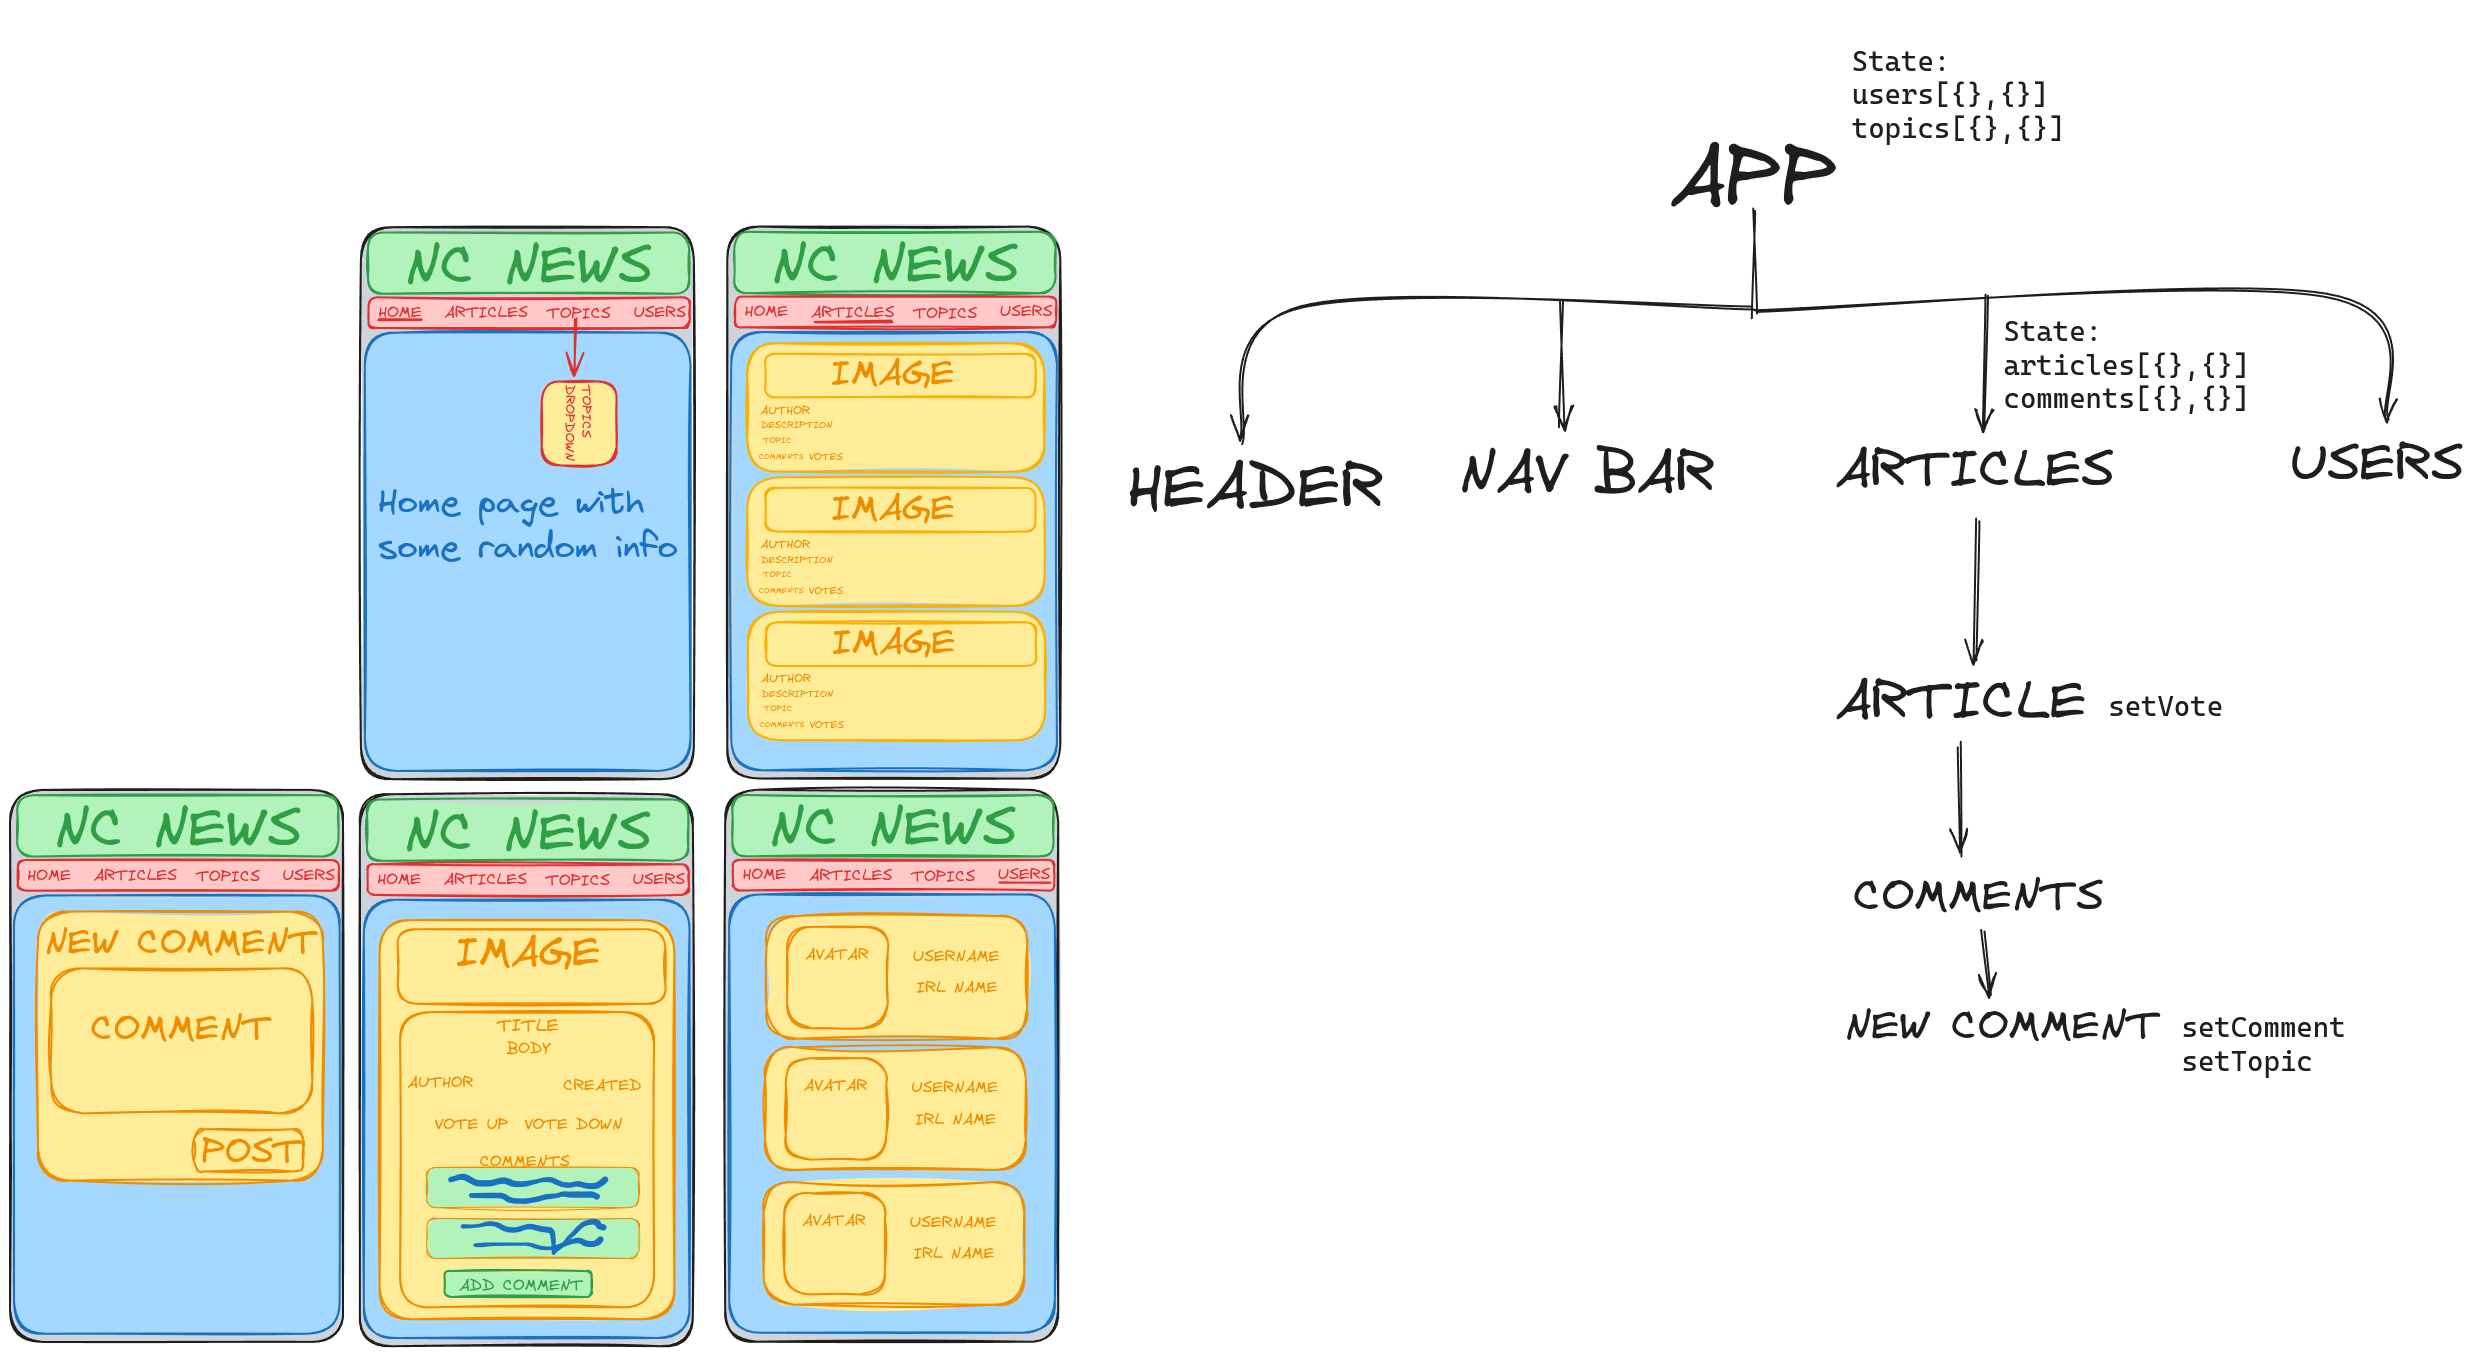 NC NEWS
HOME ARTICLES TOPICS USERS
TOPICS
DROPDOWN
Home page with
some random info
NC NEWS
HOME ARTICLES TOPICS USERS
IMAGE
AUTHOR
DESCRIPTION
TOPIC
COMMENTS VOTES
IMAGE
AUTHOR
DESCRIPTION
TOPIC
COMMENTS VOTES
IMAGE
AUTHOR
DESCRIPTION
TOPIC
COMMENTS VOTES
NC NEWS
HOME ARTICLES TOPICS USERS
NEW COMMENT
COMMENT
POST
NC NEWS
HOME ARTICLES TOPICS USERS
IMAGE
TITLE
BODY
AUTHOR CREATED
VOTE UP VOTE DOWN
COMMENTS
ADD COMMENT
NC NEWS
HOME ARTICLES TOPICS USERS
AVATAR
USERNAME
IRL NAME
AVATAR
USERNAME
IRL NAME
AVATAR
USERNAME
IRL NAME
State:
users[{},{}]
topics[{},{}]
APP
State:
articles[{},{}]
comments[{},{}]
HEADER
NAV BAR
ARTICLES
USERS
ARTICLE
setVote
COMMENTS
NEW COMMENT
setComment
setTopic